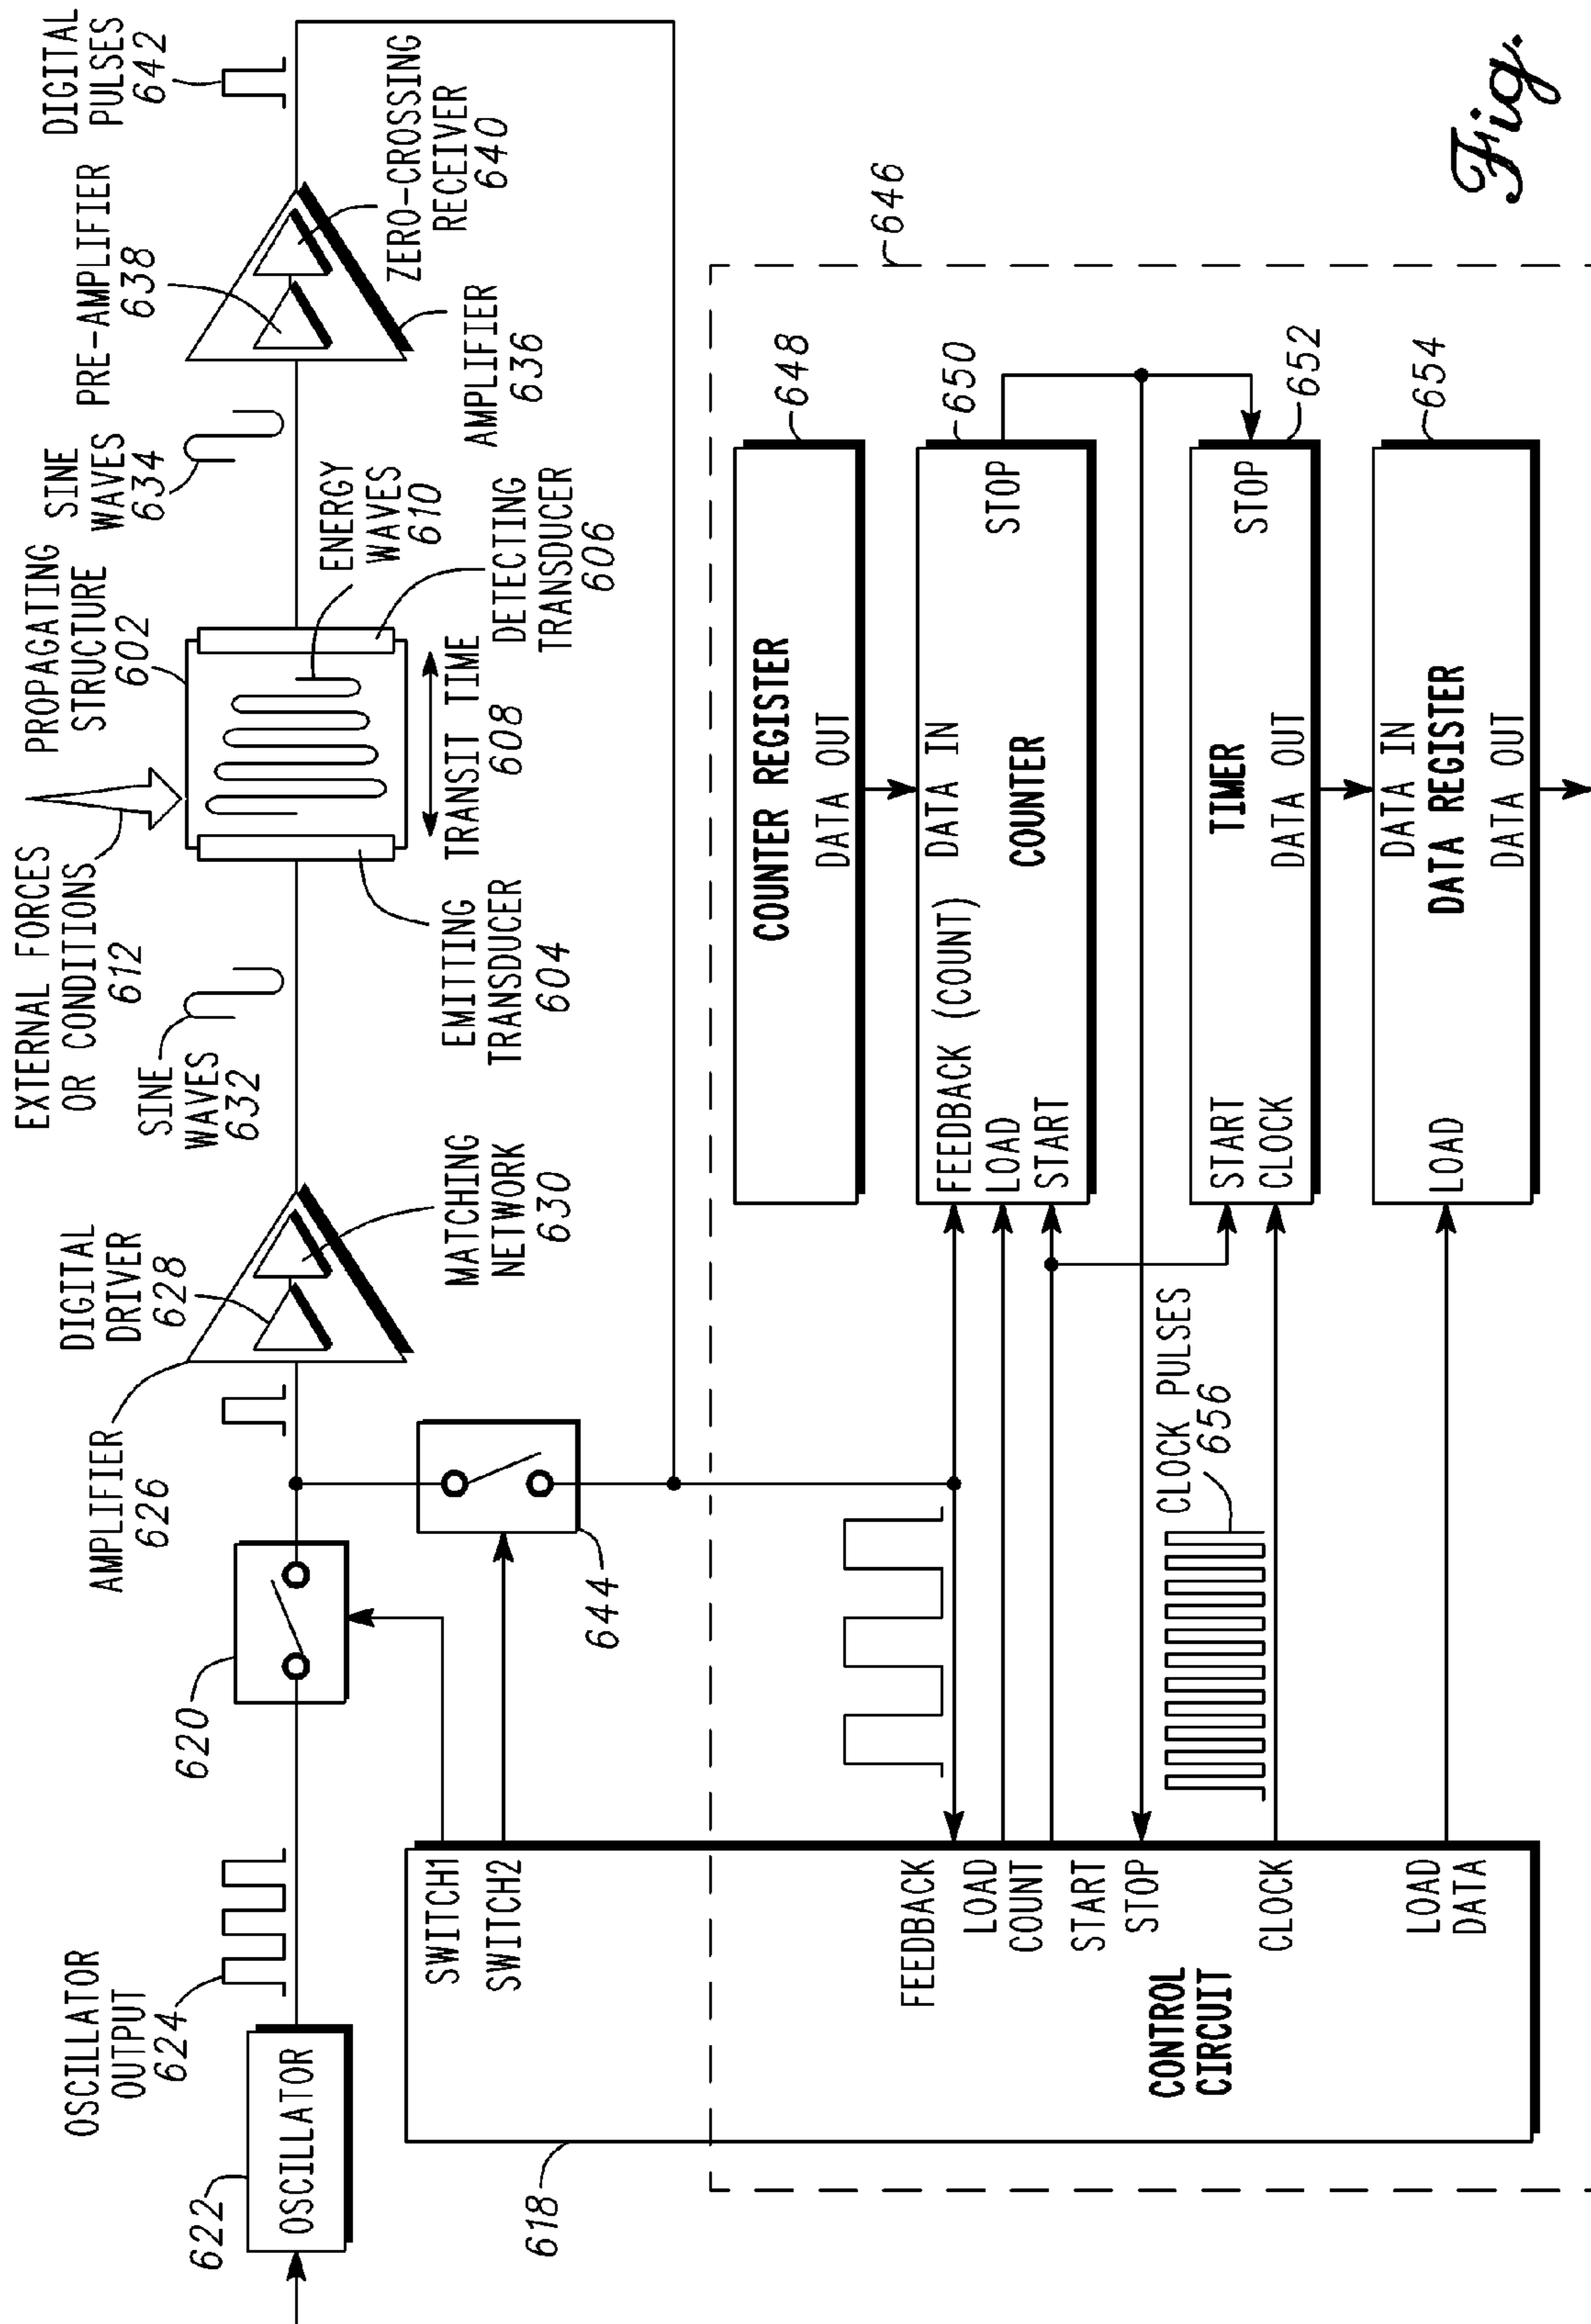 EXTERNAL FORCES
OR CONDITIONS
612
PROPAGATING
STRUCTURE
602
SINE
WAVES
634
PRE-AMPLIFIER
638
DIGITAL
PULSES
642
OSCILLATOR
OUTPUT
624
622
OSCILLATOR
620
AMPLIFIER
626
DIGITAL
DRIVER
628
MATCHING
NETWORK
630
SINE
WAVES
632
EMITTING
TRANSDUCER
604
TRANSIT TIME
608
ENERGY
WAVES
610
DETECTING
TRANSDUCER
606
AMPLIFIER
636
ZERO-CROSSING
RECEIVER
640
644
618
SWITCH1
SWITCH2
FEEDBACK
LOAD
COUNT
START
STOP
CLOCK
LOAD
DATA
CONTROL
CIRCUIT
CLOCK PULSES
656
646
COUNTER REGISTER
DATA OUT
648
FEEDBACK (COUNT)
DATA IN
LOAD
START
COUNTER
STOP
650
START
CLOCK
TIMER
DATA OUT
STOP
652
LOAD
DATA IN
DATA REGISTER
DATA OUT
654
Fig.